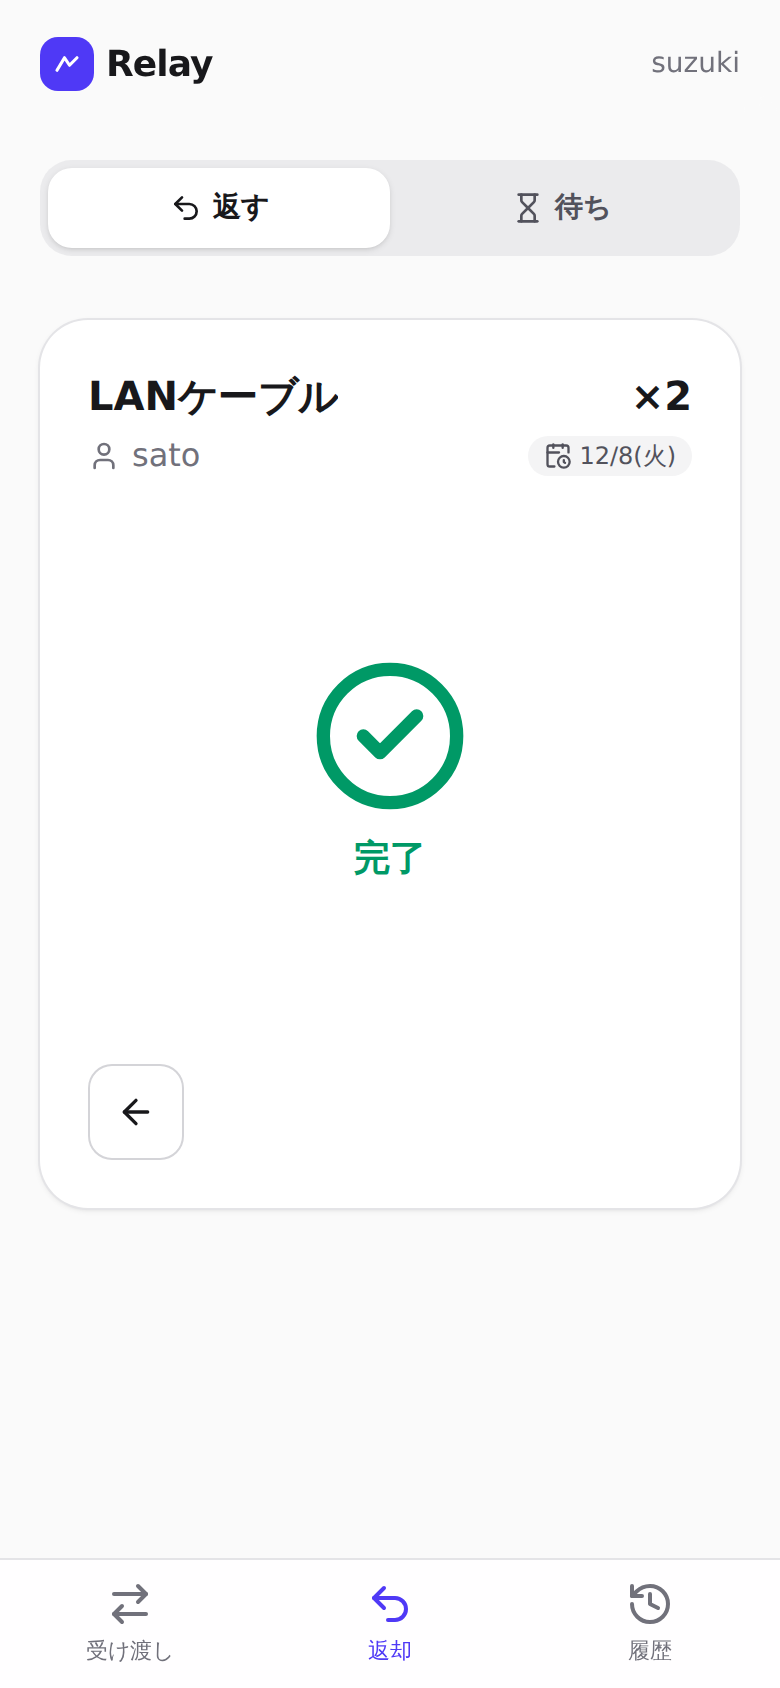 Relay
suzuki
返す
待ち
LANケーブル
×2
sato
12/8(火)
完了
受け渡し
返却
履歴